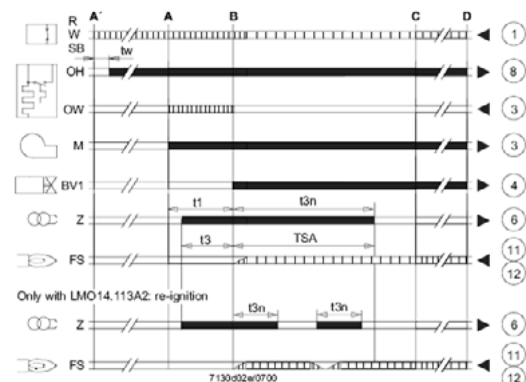 A´ A B C D
R
W 1
SB tw
OH 8
OW 3
M 3
BV1 4
t1 t3n
Z 6
t3 TSA
FS 11
12
Only with LMO14.113A2: re-ignition
t3n t3n
Z 6
FS 11
7130d02e/0700 12